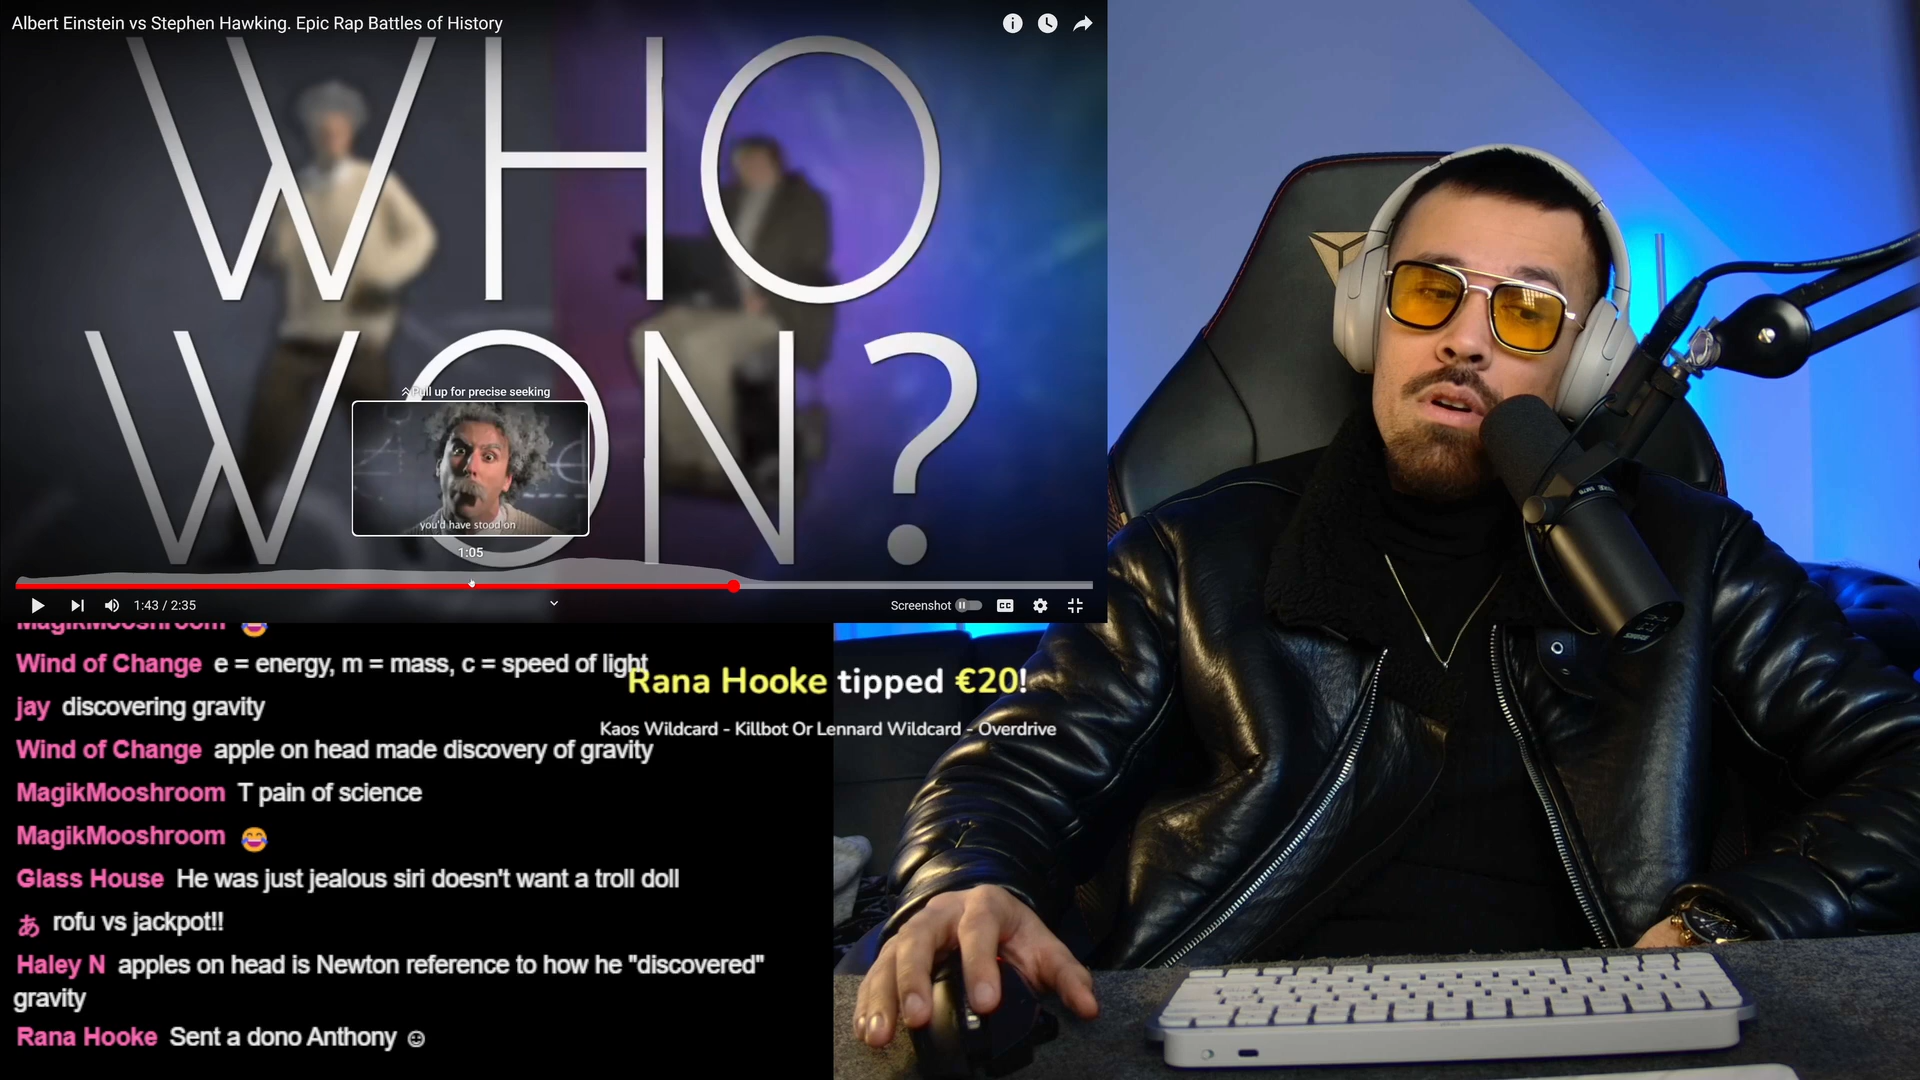 Albert Einstein vs Stephen Hawking. Epic Rap Battles of History
WHO
WON?
Pull up for precise seeking
you'd have stood on
1:05
1:43 / 2:35
Screenshot
CC
MagikMooshroom 😂
Wind of Change e = energy, m = mass, c = speed of light
Rana Hooke tipped €20!
jay discovering gravity
Kaos Wildcard - Killbot Or Lennard Wildcard - Overdrive
Wind of Change apple on head made discovery of gravity
MagikMooshroom T pain of science
MagikMooshroom 😂
Glass House He was just jealous siri doesn't want a troll doll
あ rofu vs jackpot!!
Haley N apples on head is Newton reference to how he "discovered"
gravity
Rana Hooke Sent a dono Anthony ☺